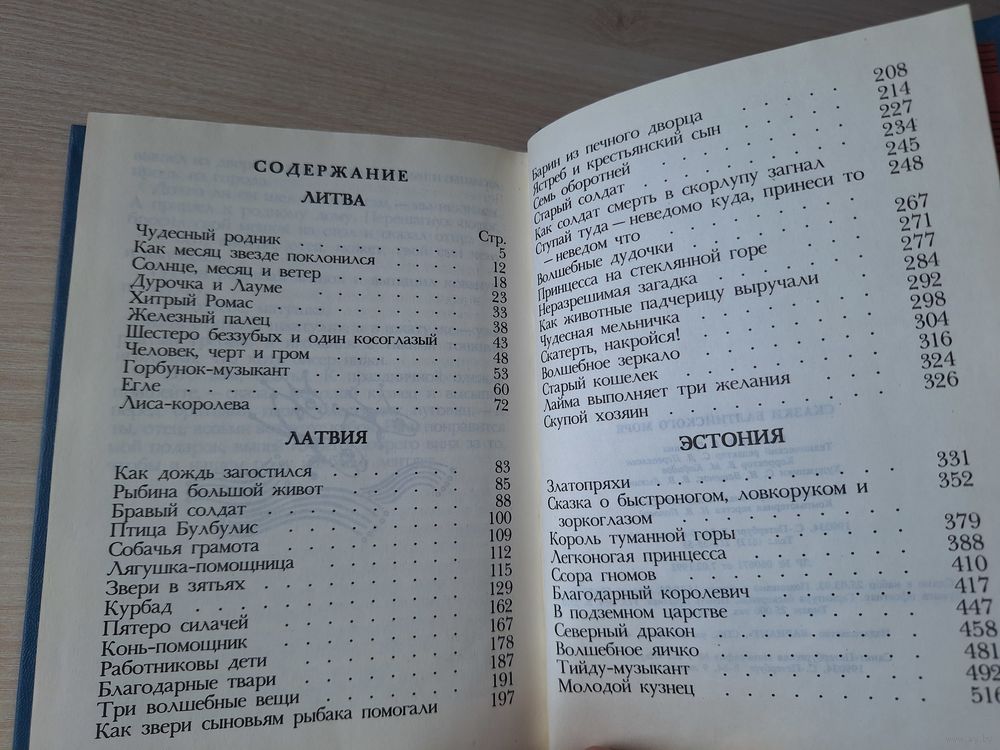 СОДЕРЖАНИЕ
ЛИТВА
Стр.
Чудесный родник 5
Как месяц звезде поклонился 12
Солнце, месяц и ветер 18
Дурочка и Лауме 23
Хитрый Ромас 33
Железный палец 38
Шестеро беззубых и один косоглазый 43
Человек, черт и гром 48
Горбунок-музыкант 53
Егле 60
Лиса-королева 72
ЛАТВИЯ
Как дождь загостился 83
Рыбина большой живот 85
Бравый солдат 88
Птица Булбулис 100
Собачья грамота 109
Лягушка-помощница 112
Звери в зятьях 115
Курбад 129
Пятеро силачей 162
Конь-помощник 167
Работниковы дети 178
Благодарные твари 187
Три волшебные вещи 191
Как звери сыновьям рыбака помогали 197
Барин из печного дворца 208
Ястреб и крестьянский сын 214
Семь оборотней 227
Старый солдат 234
Как солдат смерть в скорлупу загнал 245
Ступай туда — неведомо куда, принеси то
— неведом что 248
Волшебные дудочки 267
Принцесса на стеклянной горе 271
Неразрешимая загадка 277
Как животные падчерицу выручали 284
Чудесная мельничка 292
Скатерть, накройся! 298
Волшебное зеркало 304
Старый кошелек 316
Лайма выполняет три желания 324
Скупой хозяин 326
ЭСТОНИЯ
Златопряхи 331
Сказка о быстроногом, ловкоруком и
зоркоглазом 352
Король туманной горы 379
Легконогая принцесса 388
Ссора гномов 410
Благодарный королевич 417
В подземном царстве 447
Северный дракон 458
Волшебное яичко 481
Тийду-музыкант 492
Молодой кузнец 516